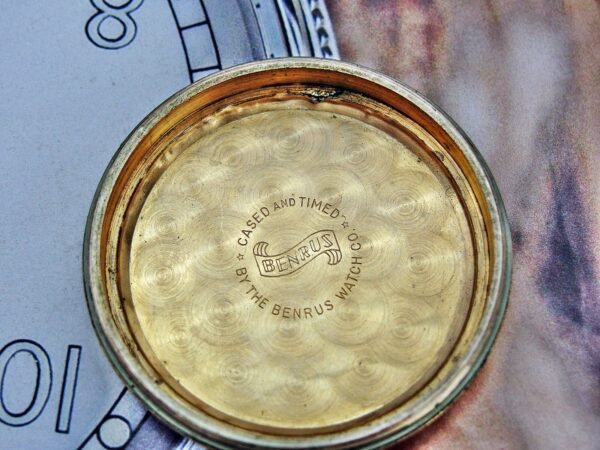 8
CASED AND TIMED
BENRUS
BY THE BENRUS WATCH CO.
10